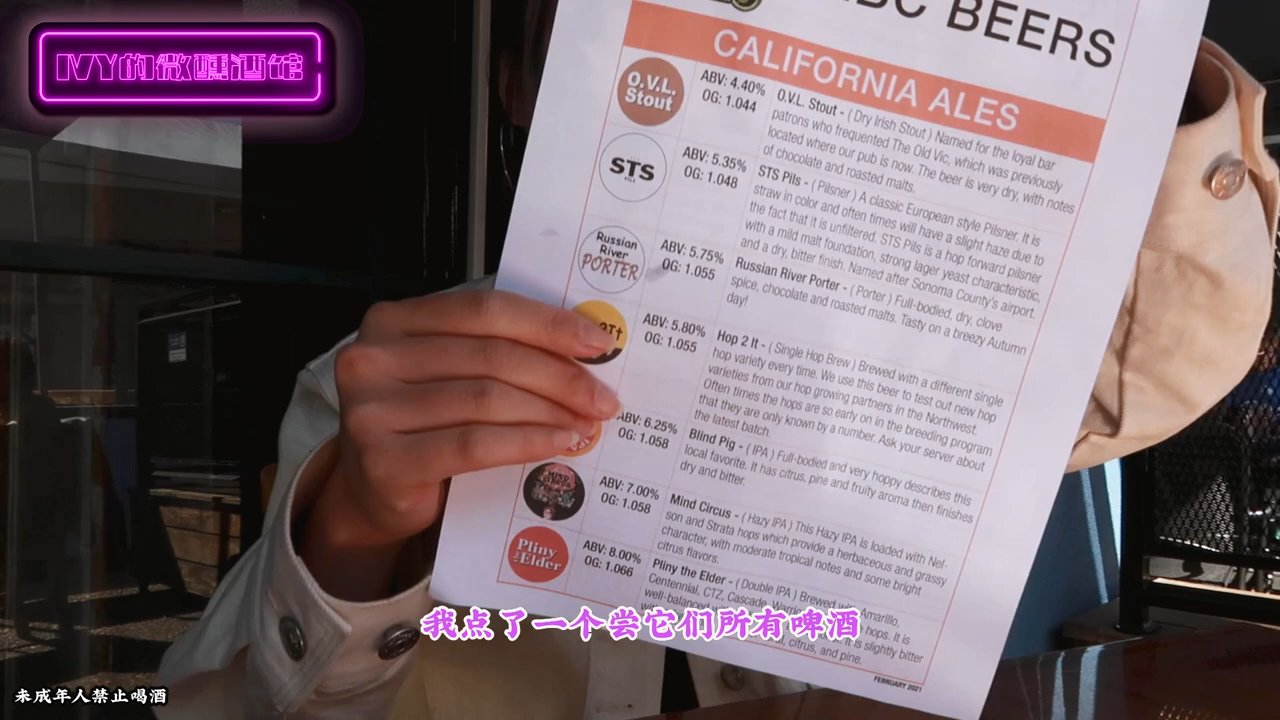 IVY的微醺酒馆
BC BEERS
CALIFORNIA ALES
O.V.L.
Stout
ABV: 4.40%
OG: 1.044
O.V.L. Stout - ( Dry Irish Stout ) Named for the loyal bar
patrons who frequented The Old Vic, which was previously
located where our pub is now. The beer is very dry, with notes
of chocolate and roasted malts.
STS
PILS
ABV: 5.35%
OG: 1.048
STS Pils - ( Pilsner ) A classic European style Pilsner. It is
straw in color and often times will have a slight haze due to
the fact that it is unfiltered. STS Pils is a hop forward pilsner
with a mild malt foundation, strong lager yeast characteristic,
and a dry, bitter finish. Named after Sonoma County's airport.
Russian
River
PORTER
ABV: 5.75%
OG: 1.055
Russian River Porter - ( Porter ) Full-bodied, dry, clove
spice, chocolate and roasted malts. Tasty on a breezy Autumn
day!
ABV: 5.80%
OG: 1.055
Hop 2 It - ( Single Hop Brew ) Brewed with a different single
hop variety every time. We use this beer to test out new hop
varieties from our hop growing partners in the Northwest.
Often times the hops are so early on in the breeding program
that they are only known by a number. Ask your server about
the latest batch.
ABV: 6.25%
OG: 1.058
Blind Pig - ( IPA ) Full-bodied and very hoppy describes this
local favorite. It has citrus, pine and fruity aroma then finishes
dry and bitter.
ABV: 7.00%
OG: 1.058
Mind Circus - ( Hazy IPA ) This Hazy IPA is loaded with Nel-
son and Strata hops which provide a herbaceous and grassy
character, with moderate tropical notes and some bright
citrus flavors.
Pliny
the
Elder
ABV: 8.00%
OG: 1.066
Pliny the Elder - ( Double IPA ) Brewed with Amarillo,
Centennial, CTZ, Cascade, Warrior hops. It is
well-balanced It is slightly bitter
citrus, and pine.
FEBRUARY 2021
我点了一个尝它们所有啤酒
未成年人禁止喝酒